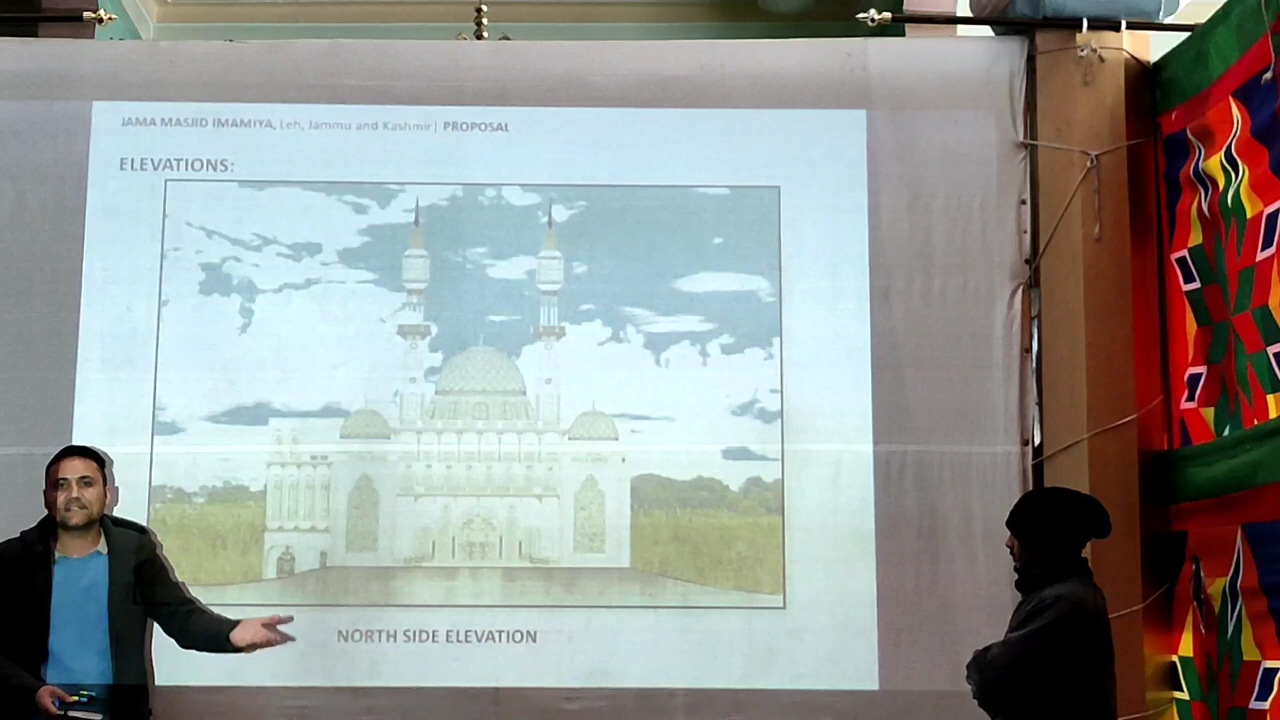 JAMA MASJID IMAMIYA, Leh, Jammu and Kashmir| PROPOSAL
ELEVATIONS:
NORTH SIDE ELEVATION